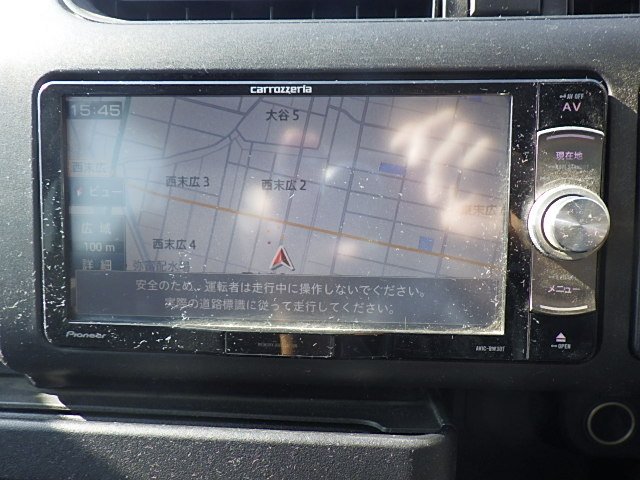 carrozzeria
AV OFF
AV
15:45
大谷5
現在地
西末広
西末広3
西末広2
ビュー
広域
100m
西末広4
詳細
メニュー
安全のため、運転者は走行中に操作しないでください。
実際の道路標識に従って走行してください。
Pioneer
OPEN